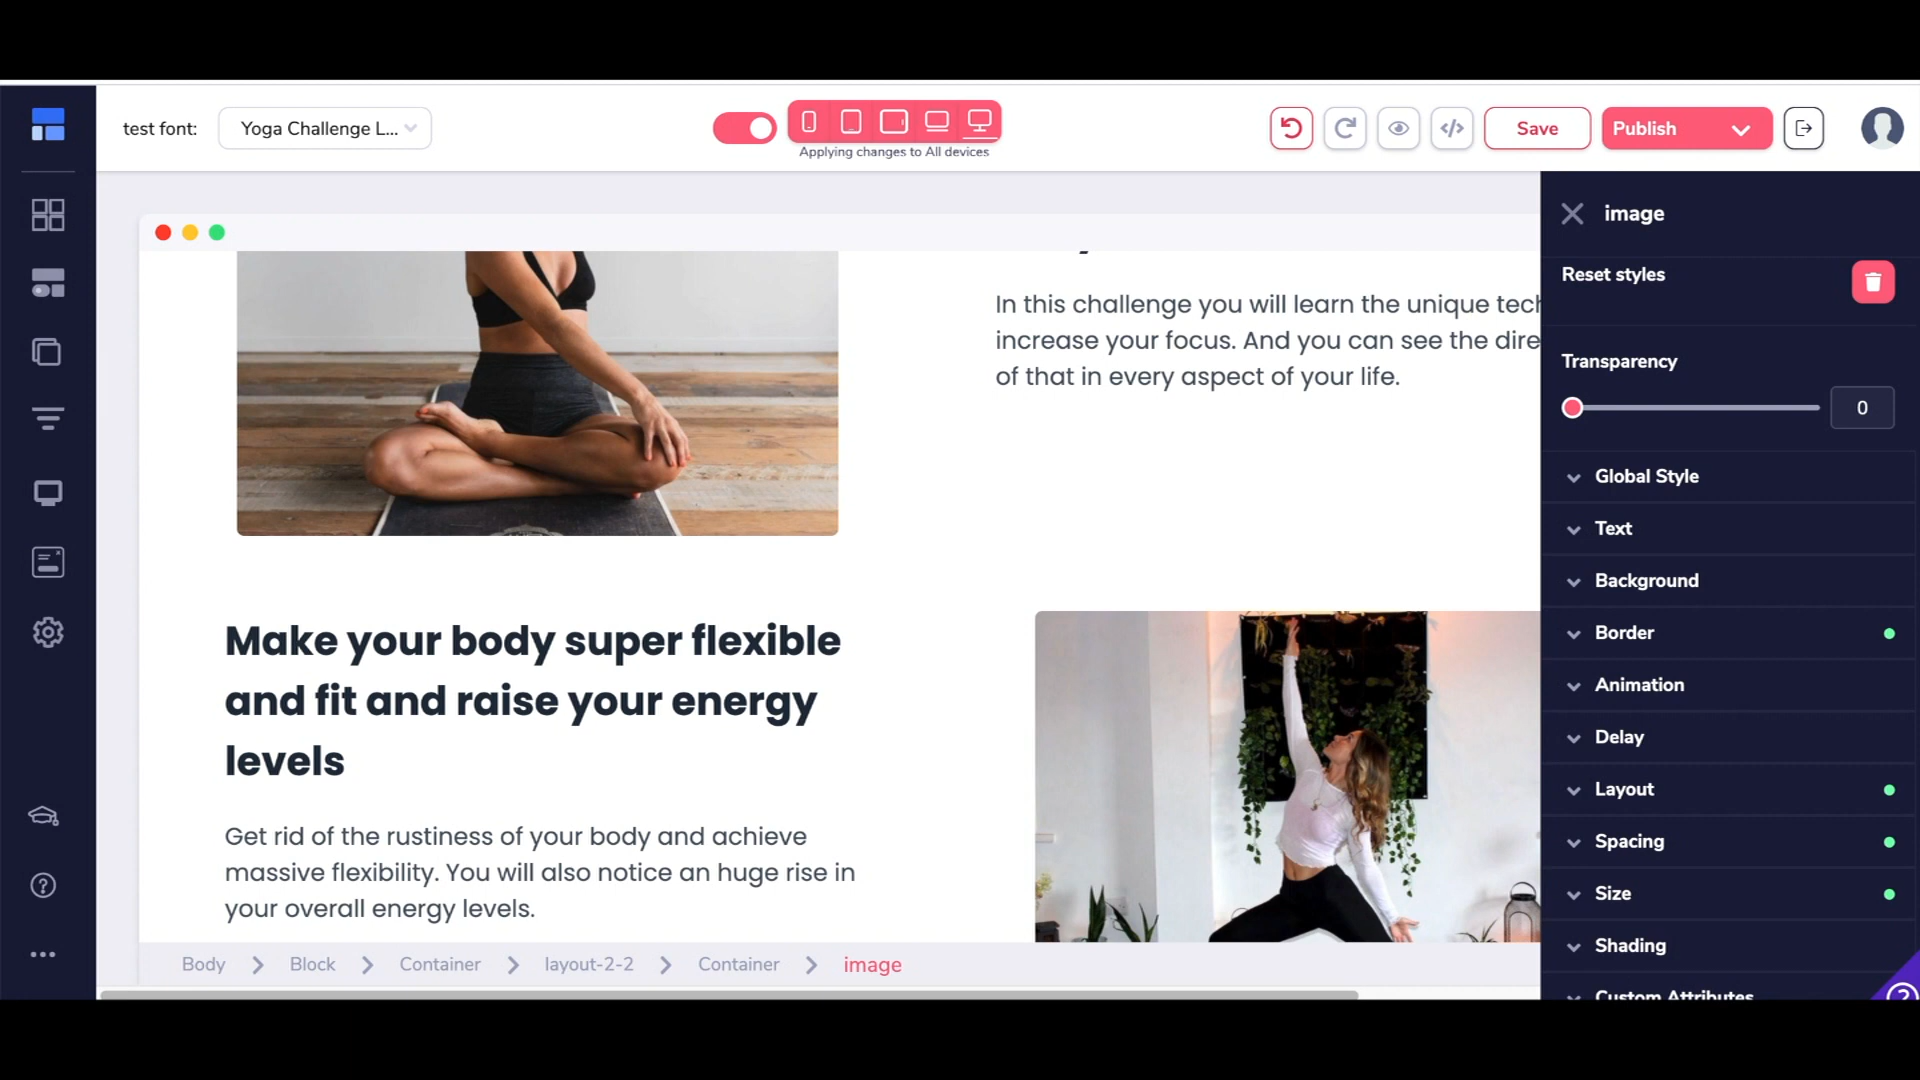 test font:
Yoga Challenge L...
Applying changes to All devices
Save
Publish
image
Reset styles
Transparency
0
Global Style
Text
Background
Border
Animation
Delay
Layout
Spacing
Size
Shading
Custom Attributes
In this challenge you will learn the unique tech
increase your focus. And you can see the dire
of that in every aspect of your life.
Make your body super flexible
and fit and raise your energy
levels
Get rid of the rustiness of your body and achieve
massive flexibility. You will also notice an huge rise in
your overall energy levels.
Body > Block > Container > layout-2-2 > Container > image